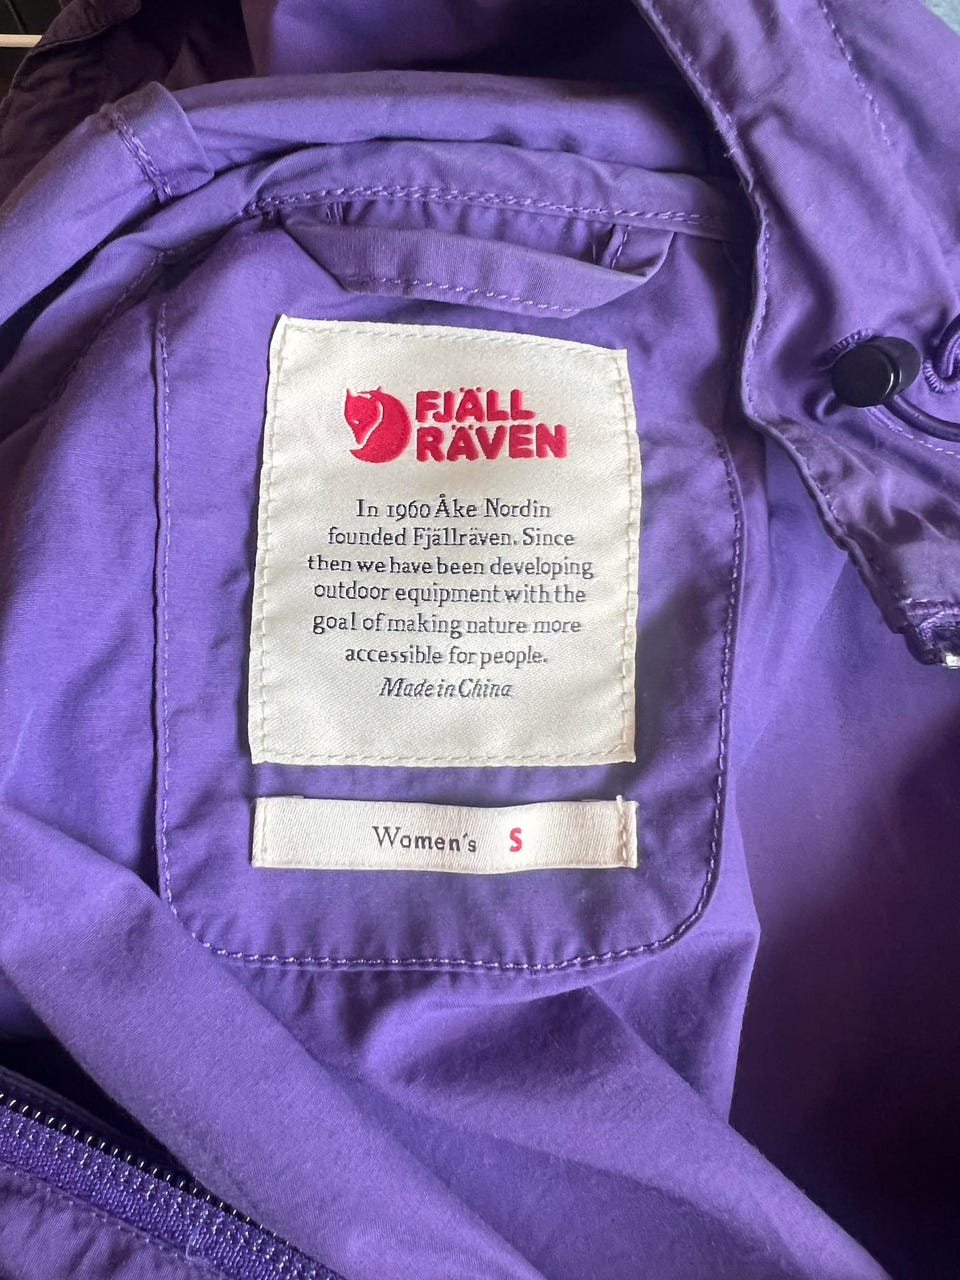 FJÄLL
RÄVEN
In 1960 Åke Nordin
founded Fjällräven. Since
then we have been developing
outdoor equipment with the
goal of making nature more
accessible for people.
Made in China
Women's S